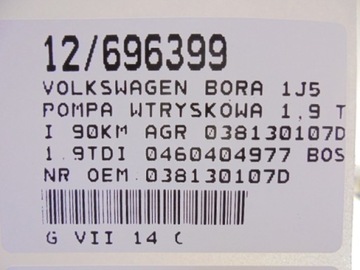 12/696399
VOLKSWAGEN BORA 1J5
POMPA WTRYSKOWA 1,9 T
I 90KM AGR 038130107D
1.9TDI 0460404977 BOS
NR OEM 038130107D
G VII 14 C